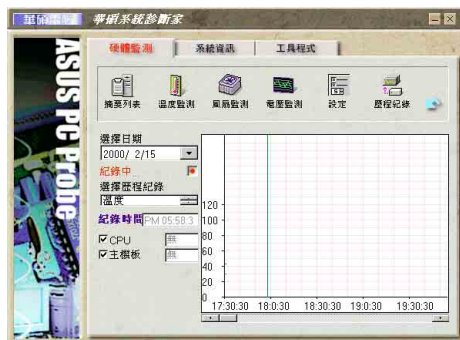 華碩電腦 華碩系統診斷家
ASUS PC Probe
硬體監測 系統資訊 工具程式
摘要列表 溫度監測 風扇監測 電壓監測 設定 歷程紀錄
選擇日期
2000/ 2/15
紀錄中
選擇歷程紀錄
溫度
紀錄時間 PM 05:58:3
CPU 無
主機板 無
120
100
80
60
40
20
0
17:30:30 18:0:30 18:30:30 19:0:30 19:30:30